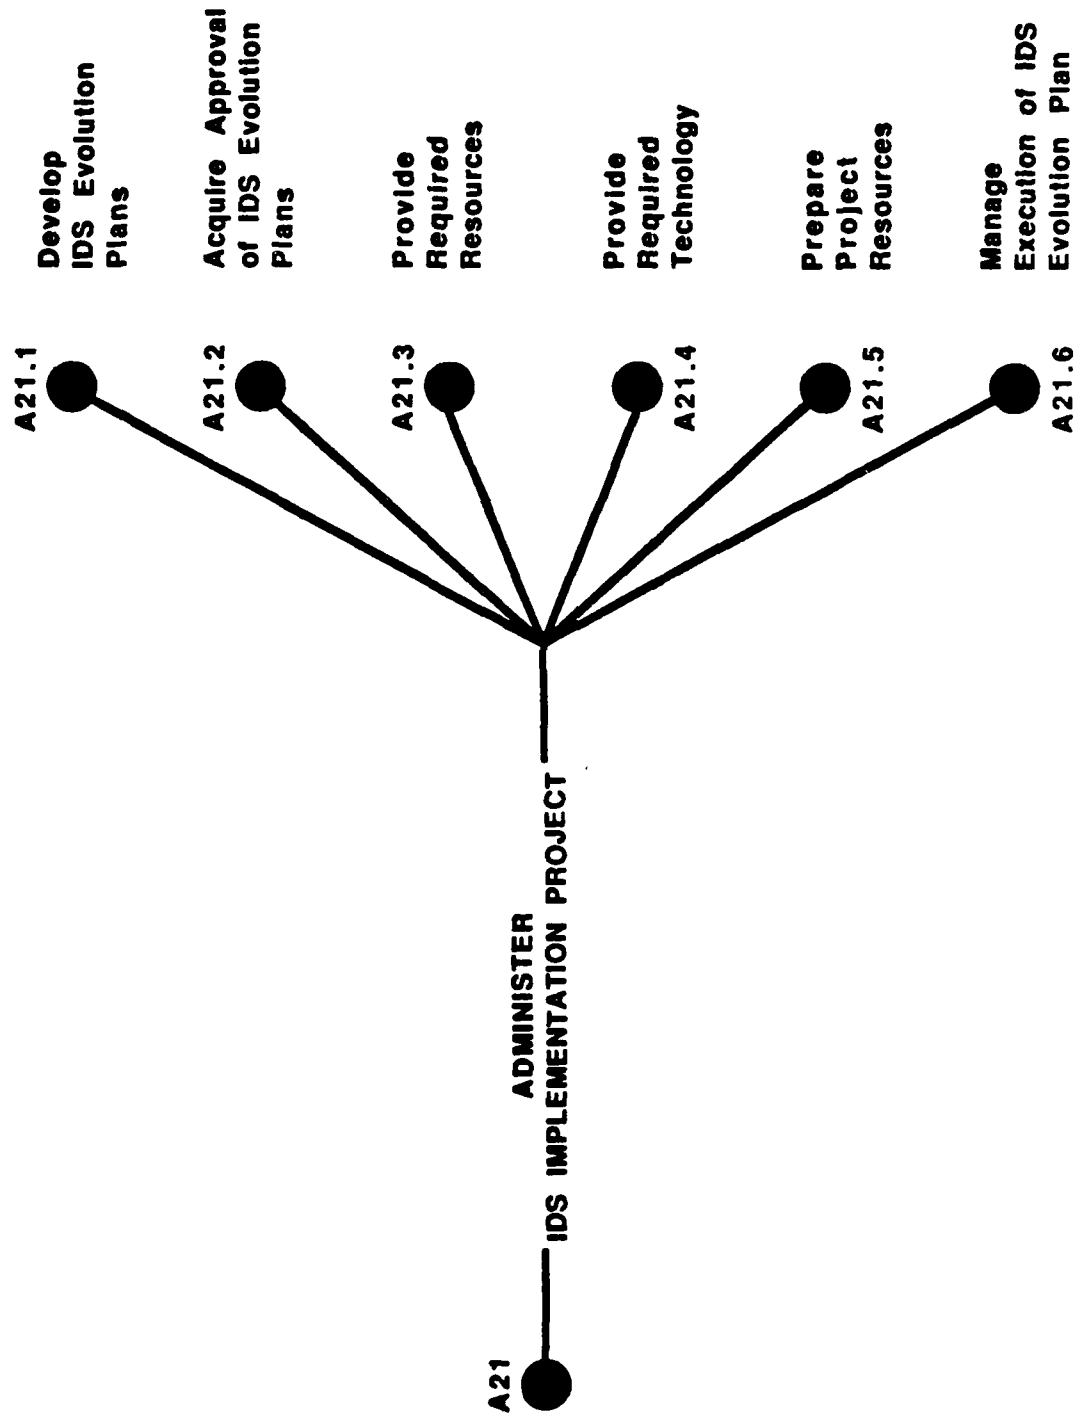 A21
ADMINISTER
IDS IMPLEMENTATION PROJECT
A21.1
Develop
IDS Evolution
Plans
A21.2
Acquire Approval
of IDS Evolution
Plans
A21.3
Provide
Required
Resources
A21.4
Provide
Required
Technology
A21.5
Prepare
Project
Resources
A21.6
Manage
Execution of IDS
Evolution Plan